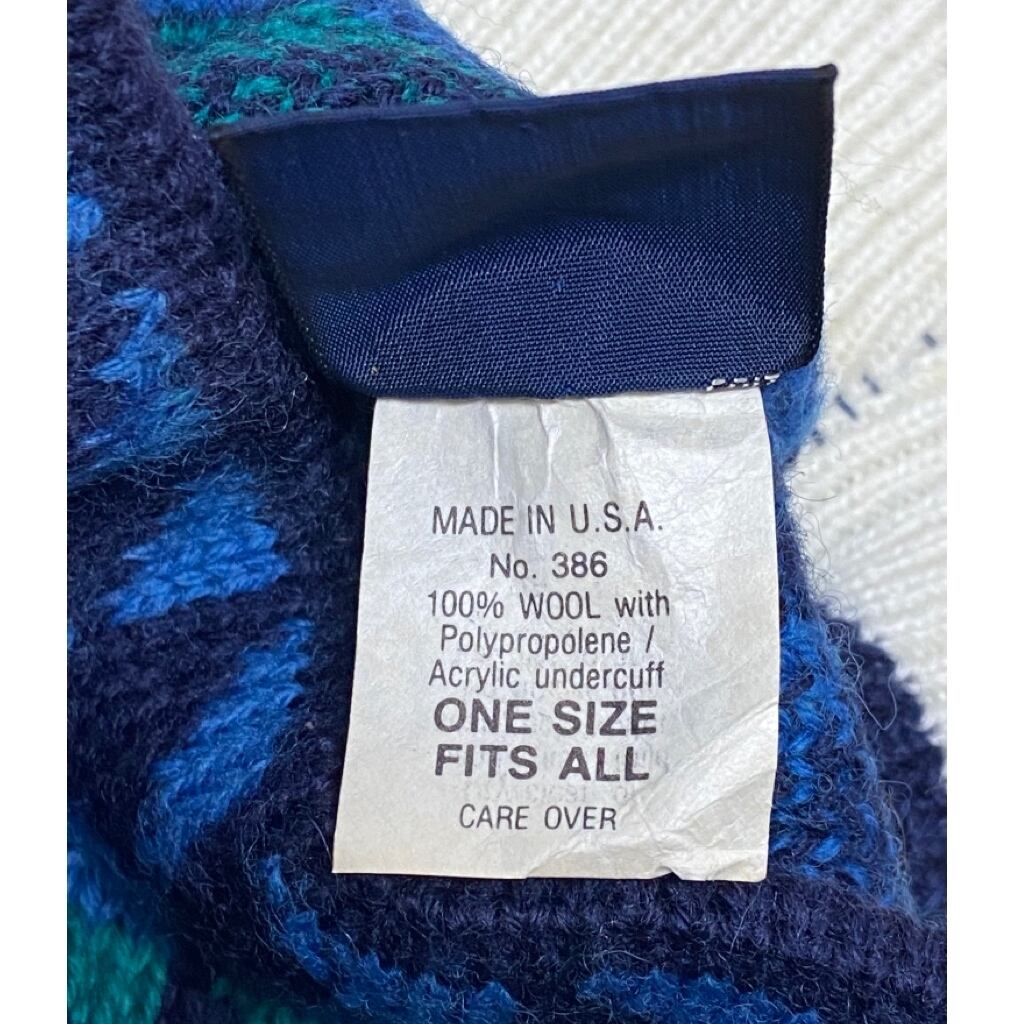 MADE IN U.S.A.
No. 386
100% WOOL with
Polypropolene /
Acrylic undercuff
ONE SIZE
FITS ALL
CARE OVER